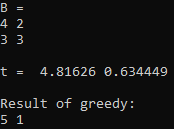 B =
4 2
3 3
t =  4.81626 0.634449
Result of greedy:
5 1